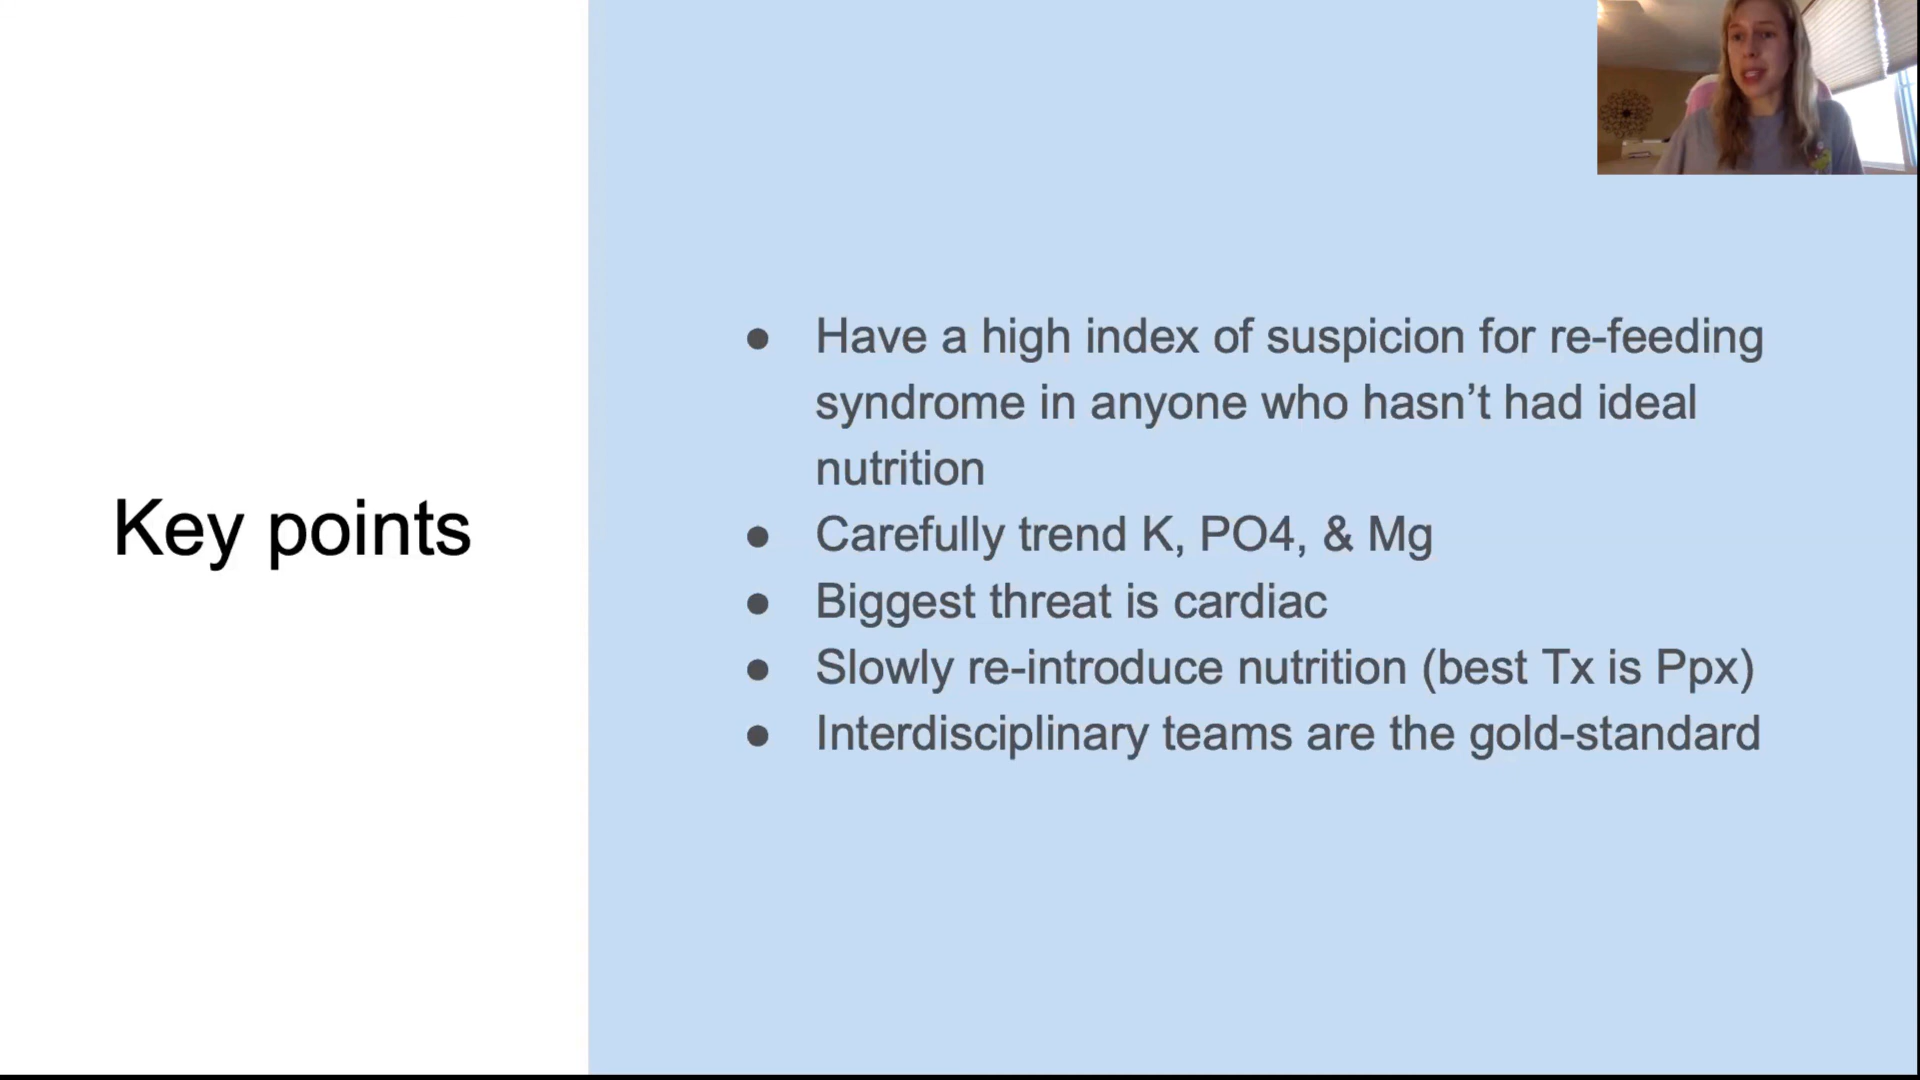 Key points
● Have a high index of suspicion for re-feeding
syndrome in anyone who hasn’t had ideal
nutrition
● Carefully trend K, PO4, & Mg
● Biggest threat is cardiac
● Slowly re-introduce nutrition (best Tx is Ppx)
● Interdisciplinary teams are the gold-standard